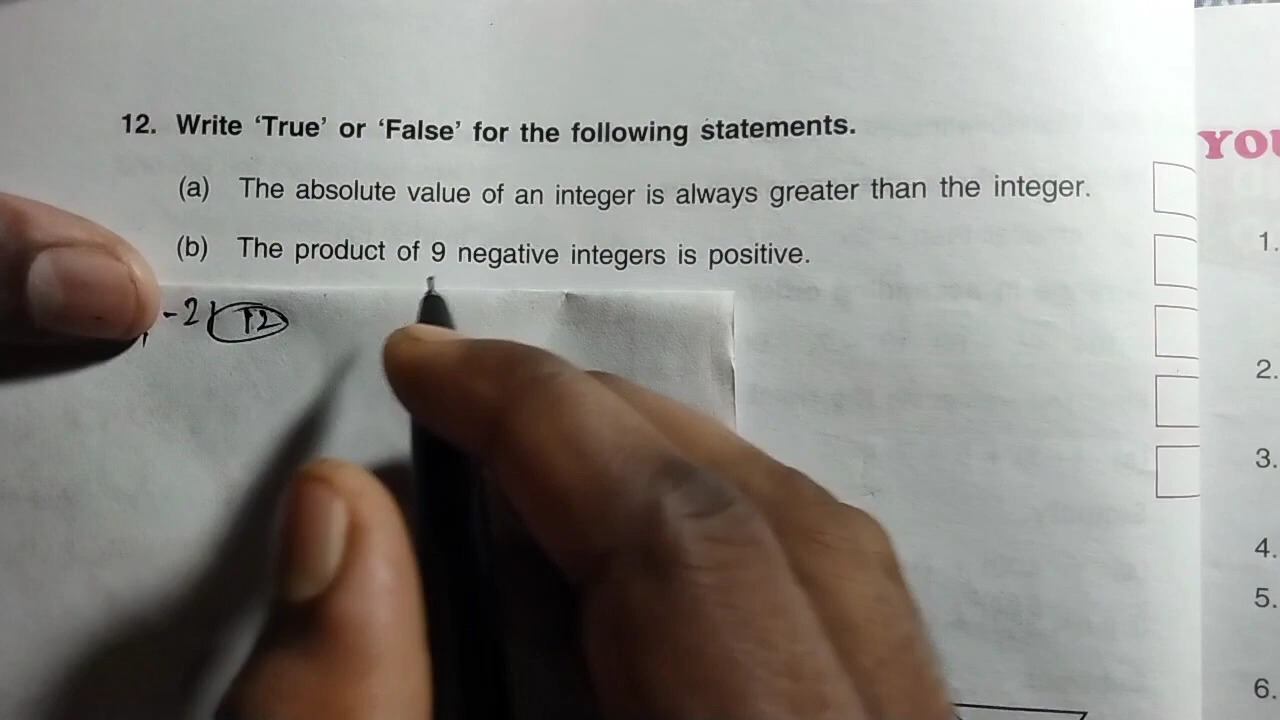 12. Write ‘True’ or ‘False’ for the following statements.
(a) The absolute value of an integer is always greater than the integer.
(b) The product of 9 negative integers is positive.
-2
12
YOU
1.
2.
3.
4.
5.
6.